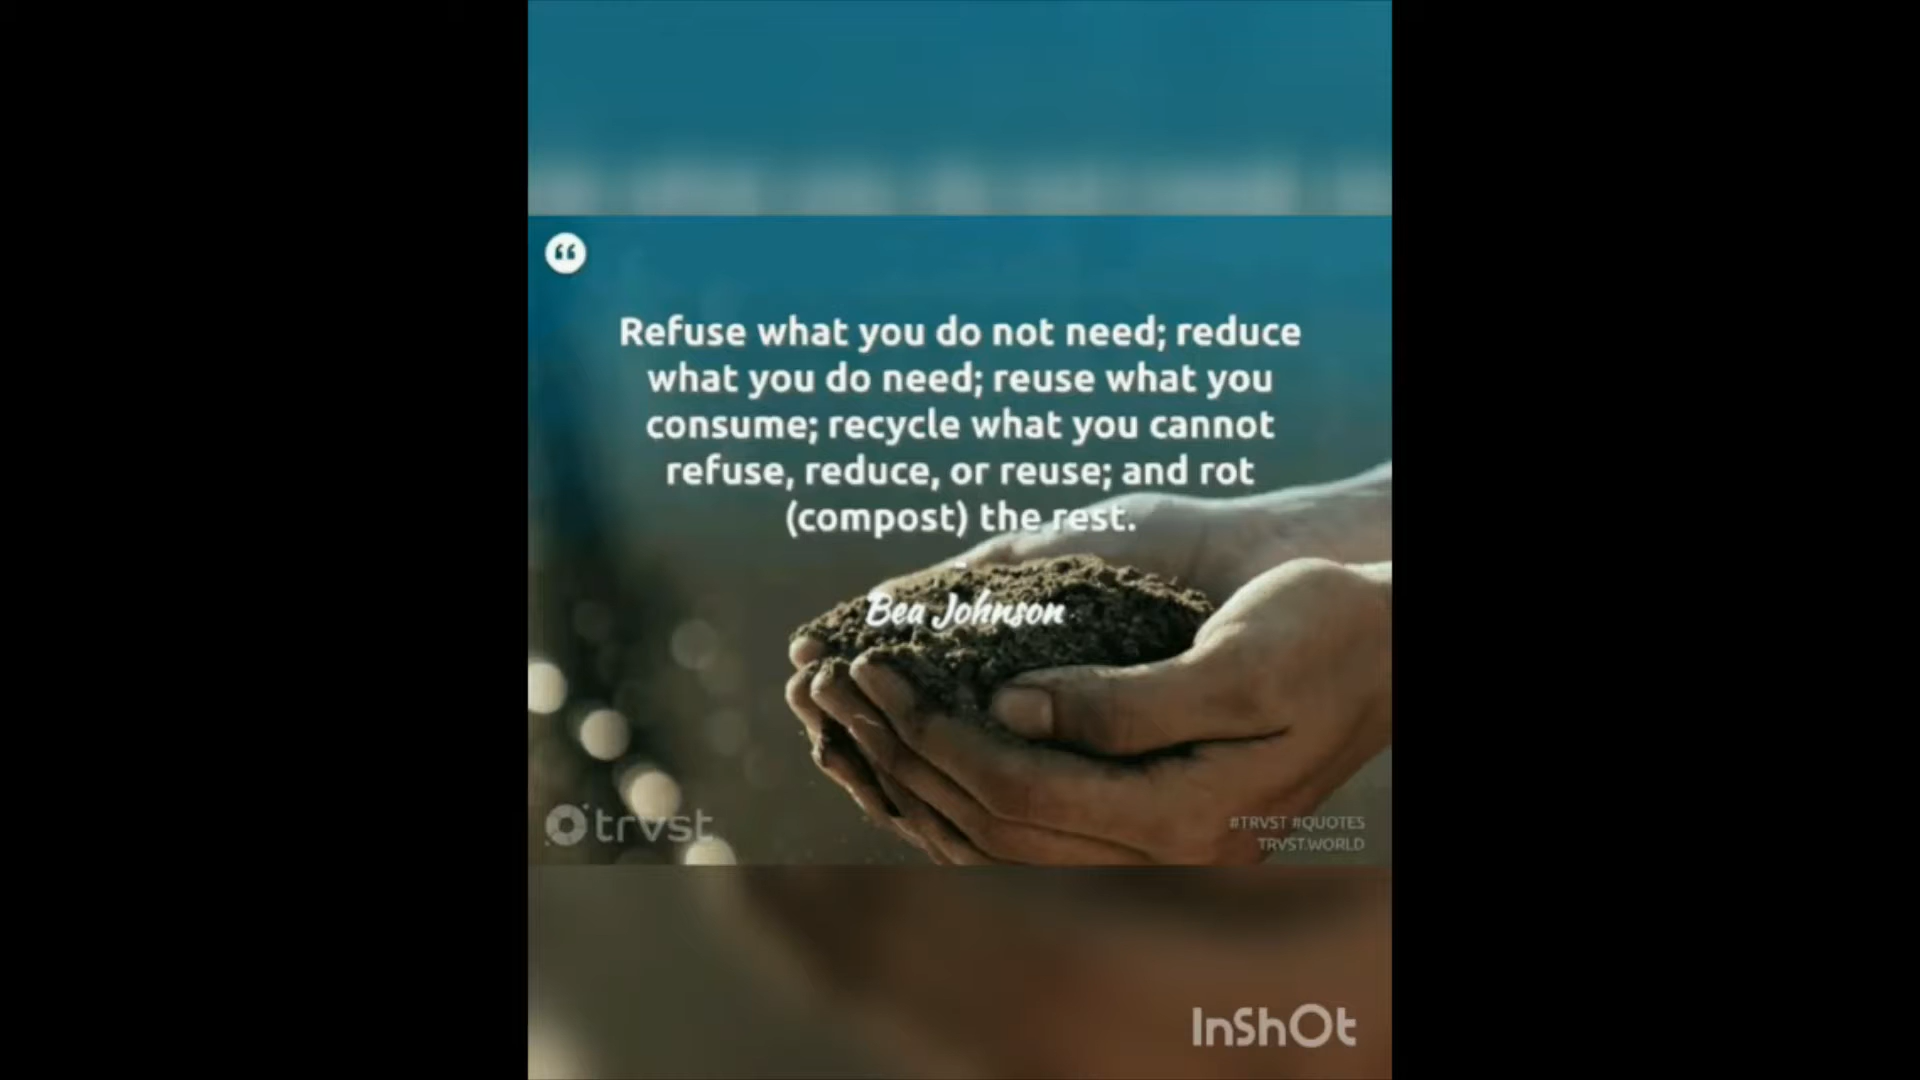 Refuse what you do not need; reduce
what you do need; reuse what you
consume; recycle what you cannot
refuse, reduce, or reuse; and rot
(compost) the rest.
-
Bea Johnson
trvst
#TRVST #QUOTES
TRVST.WORLD
InShOt